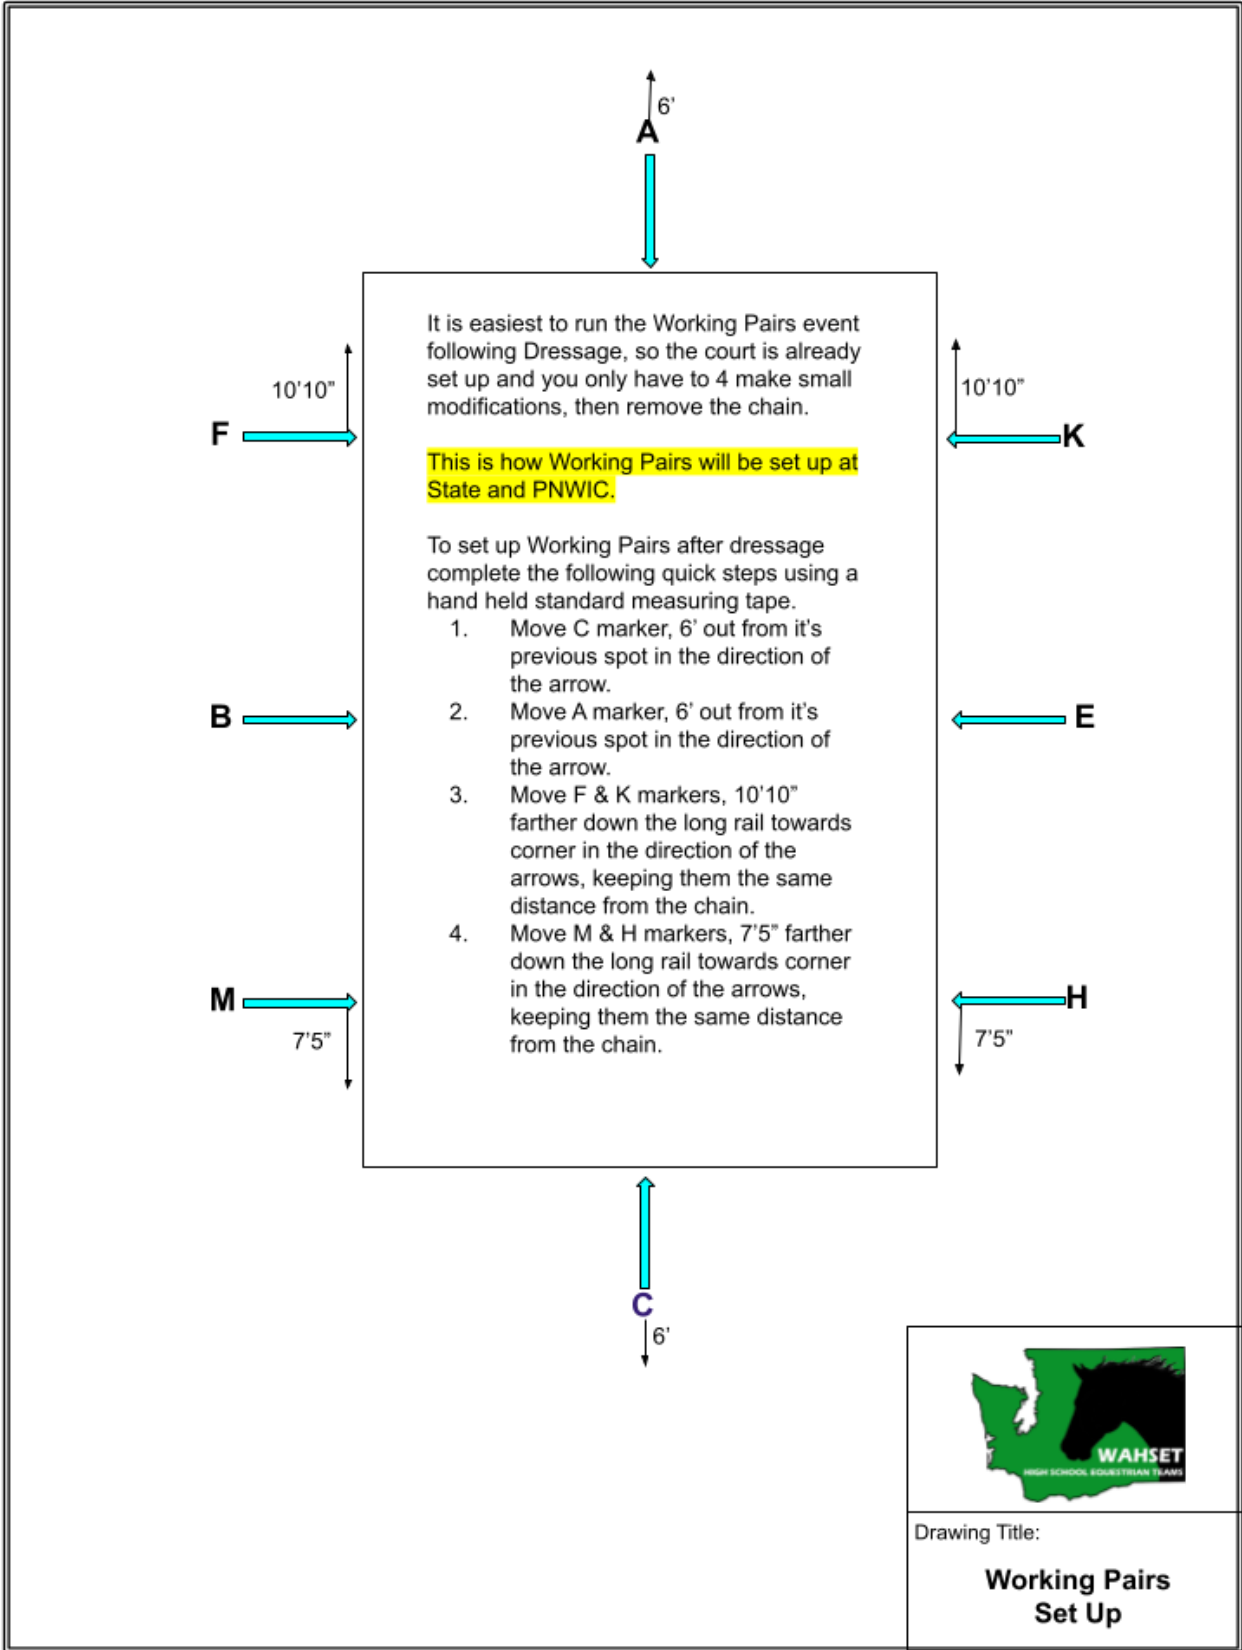 6’
A
It is easiest to run the Working Pairs event
following Dressage, so the court is already
set up and you only have to 4 make small
modifications, then remove the chain.
10’10”
10’10”
F
K
This is how Working Pairs will be set up at
State and PNWIC.
To set up Working Pairs after dressage
complete the following quick steps using a
hand held standard measuring tape.
1. Move C marker, 6’ out from it’s
previous spot in the direction of
the arrow.
B
E
2. Move A marker, 6’ out from it’s
previous spot in the direction of
the arrow.
3. Move F & K markers, 10’10”
farther down the long rail towards
corner in the direction of the
arrows, keeping them the same
distance from the chain.
4. Move M & H markers, 7’5” farther
down the long rail towards corner
in the direction of the arrows,
keeping them the same distance
from the chain.
M
H
7’5”
7’5”
C
6’
WAHSET
HIGH SCHOOL EQUESTRIAN TEAMS
Drawing Title:
Working Pairs
Set Up